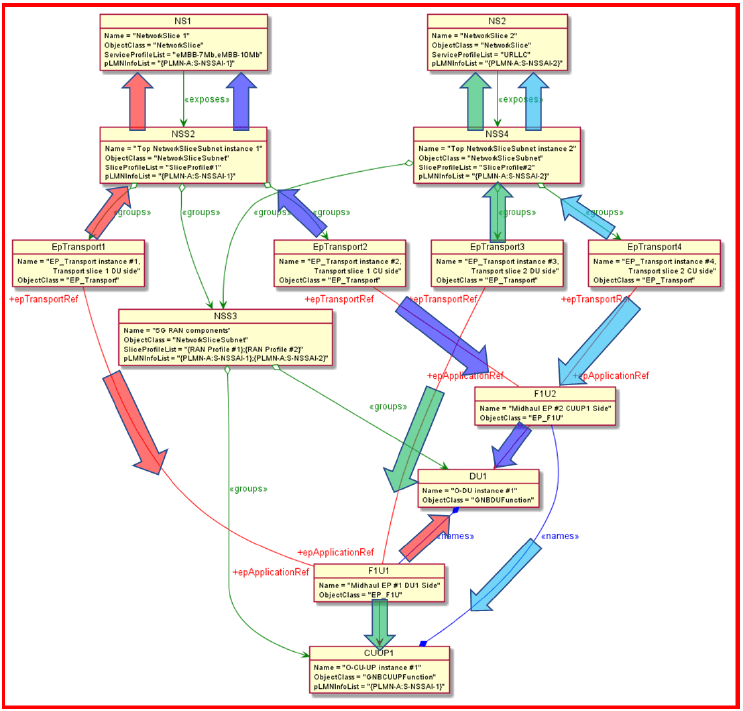 NS1
Name = "NetworkSlice 1"
ObjectClass = "NetworkSlice"
ServiceProfileList = "eMBB-7Mb,eMBB-10Mb"
pLMNInfoList = "{PLMN-A:S-NSSAI-1}"
NS2
Name = "NetworkSlice 2"
ObjectClass = "NetworkSlice"
ServiceProfileList = "URLLC"
pLMNInfoList = "{PLMN-A:S-NSSAI-2}"
«exposes»
«exposes»
NSS2
Name = "Top NetworkSliceSubnet instance 1"
ObjectClass = "NetworkSliceSubnet"
SliceProfileList = "SliceProfile#1"
pLMNInfoList = "{PLMN-A:S-NSSAI-1}"
NSS4
Name = "Top NetworkSliceSubnet instance 2"
ObjectClass = "NetworkSliceSubnet"
SliceProfileList = "SliceProfile#2"
pLMNInfoList = "{PLMN-A:S-NSSAI-2}"
«groups»
«groups»
«groups»
«groups»
«groups»
«groups»
EpTransport1
Name = "EP_Transport instance #1,
Transport slice 1 DU side"
ObjectClass = "EP_Transport"
EpTransport2
Name = "EP_Transport instance #2,
Transport slice 1 CU side"
ObjectClass = "EP_Transport"
EpTransport3
Name = "EP_Transport instance #3,
Transport slice 2 DU side"
ObjectClass = "EP_Transport"
EpTransport4
Name = "EP_Transport instance #4,
Transport slice 2 CU side"
ObjectClass = "EP_Transport"
+epTransportRef
+epTransportRef
+epTransportRef
+epTransportRef
NSS3
Name = "5G RAN components"
ObjectClass = "NetworkSliceSubnet"
SliceProfileList = "{RAN Profile #1};{RAN Profile #2}"
pLMNInfoList = "{PLMN-A:S-NSSAI-1};{PLMN-A:S-NSSAI-2}"
+epApplicationRef
+epApplicationRef
F1U2
Name = "Midhaul EP #2 CUUP1 Side"
ObjectClass = "EP_F1U"
«groups»
DU1
Name = "O-DU instance #1"
ObjectClass = "GNBDUFunction"
«groups»
«names»
«names»
+epApplicationRef
+epApplicationRef
F1U1
Name = "Midhaul EP #1 DU1 Side"
ObjectClass = "EP_F1U"
CUUP1
Name = "O-CU-UP instance #1"
ObjectClass = "GNBCUUPFunction"
pLMNInfoList = "{PLMN-A:S-NSSAI-1}"